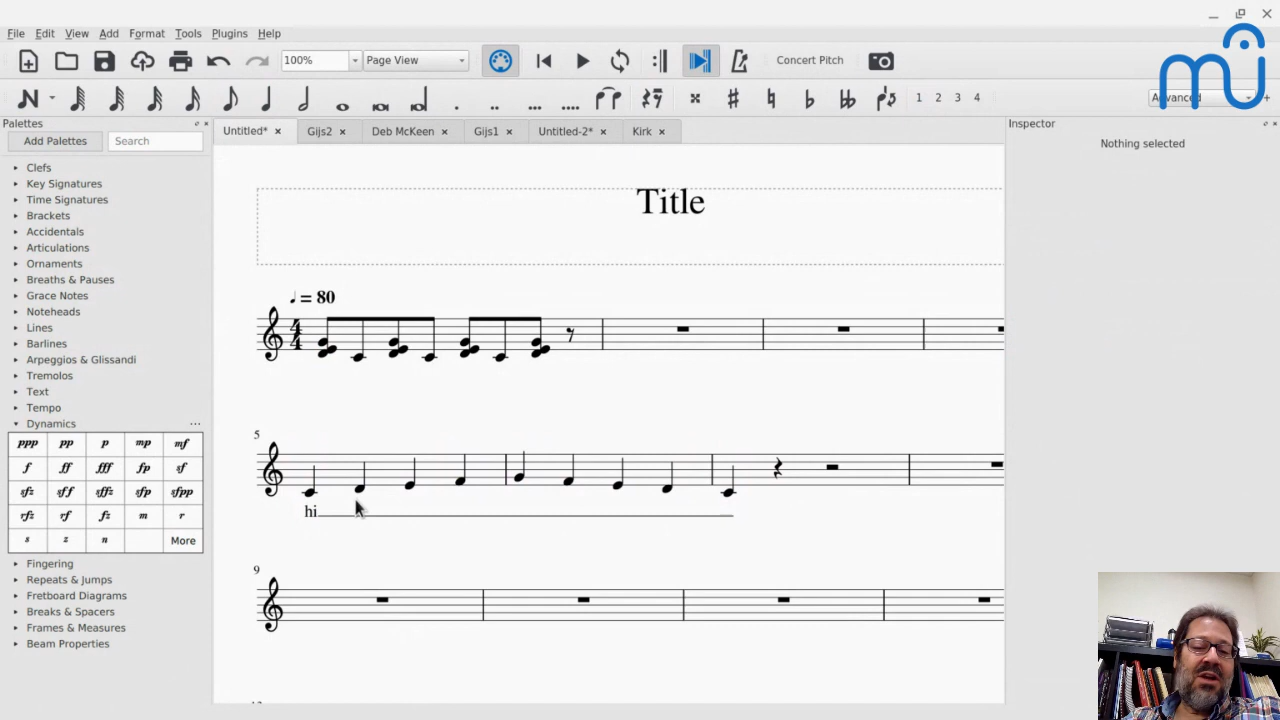 File Edit View Add Format Tools Plugins Help
100% Page View Concert Pitch
1 2 3 4 Advanced +
Palettes
Add Palettes Search
Untitled* Gijs2 Deb McKeen Gijs1 Untitled-2* Kirk
Inspector
Nothing selected
Clefs
Key Signatures
Time Signatures
Brackets
Accidentals
Articulations
Ornaments
Breaths & Pauses
Grace Notes
Noteheads
Lines
Barlines
Arpeggios & Glissandi
Tremolos
Text
Tempo
Dynamics ...
ppp pp p mp mf
f ff fff fp sf
sfz sff sffz sfp sfpp
rfz rf fz m r
s z n More
Fingering
Repeats & Jumps
Fretboard Diagrams
Breaks & Spacers
Frames & Measures
Beam Properties
Title
♩ = 80
4
4
5
hi
9